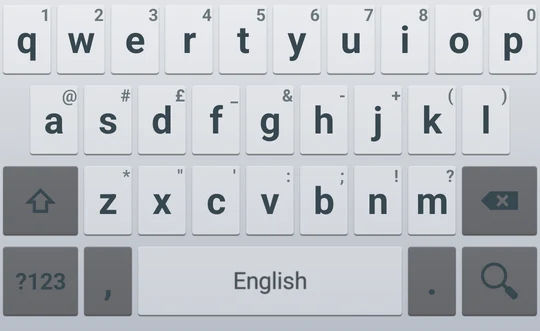 1 2 3 4 5 6 7 8 9 0
q w e r t y u i o p
@ # £ _ & - + ( )
a s d f g h j k l
* " ' : ; ! ?
z x c v b n m
?123 , English .